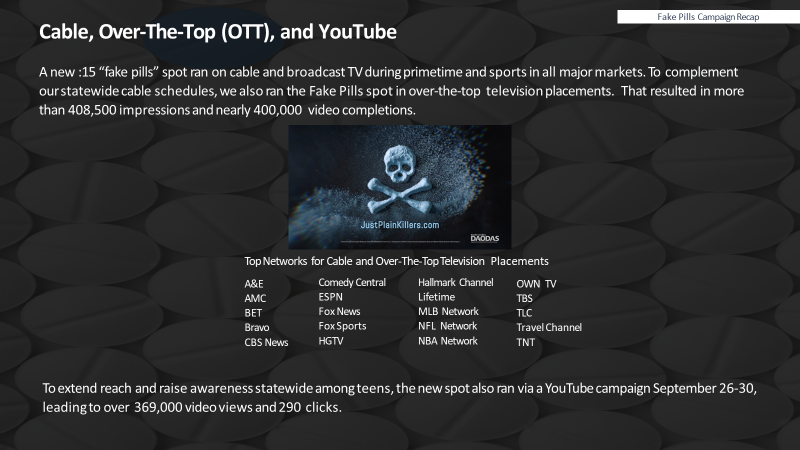 Fake Pills Campaign Recap
Cable, Over-The-Top (OTT), and YouTube
A new :15 “fake pills” spot ran on cable and broadcast TV during primetime and sports in all major markets. To complement
our statewide cable schedules, we also ran the Fake Pills spot in over-the-top television placements. That resulted in more
than 408,500 impressions and nearly 400,000 video completions.
JustPlainKillers.com
DAODAS
Top Networks for Cable and Over-The-Top Television Placements
A&E
AMC
BET
Bravo
CBS News
Comedy Central
ESPN
Fox News
Fox Sports
HGTV
Hallmark Channel
Lifetime
MLB Network
NFL Network
NBA Network
OWN TV
TBS
TLC
Travel Channel
TNT
To extend reach and raise awareness statewide among teens, the new spot also ran via a YouTube campaign September 26-30,
leading to over 369,000 video views and 290 clicks.